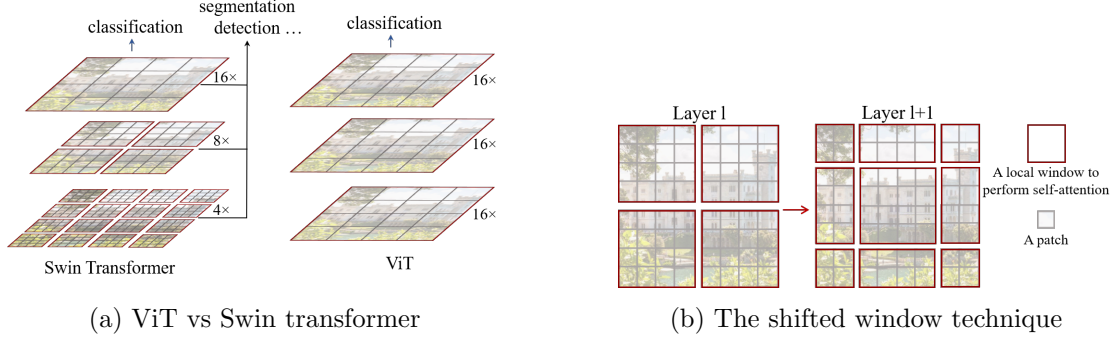 segmentation
classification
detection ...
classification
16×
16×
8×
16×
4×
16×
Swin Transformer
ViT
(a) ViT vs Swin transformer
Layer l
Layer l+1
A local window to
perform self-attention
A patch
(b) The shifted window technique